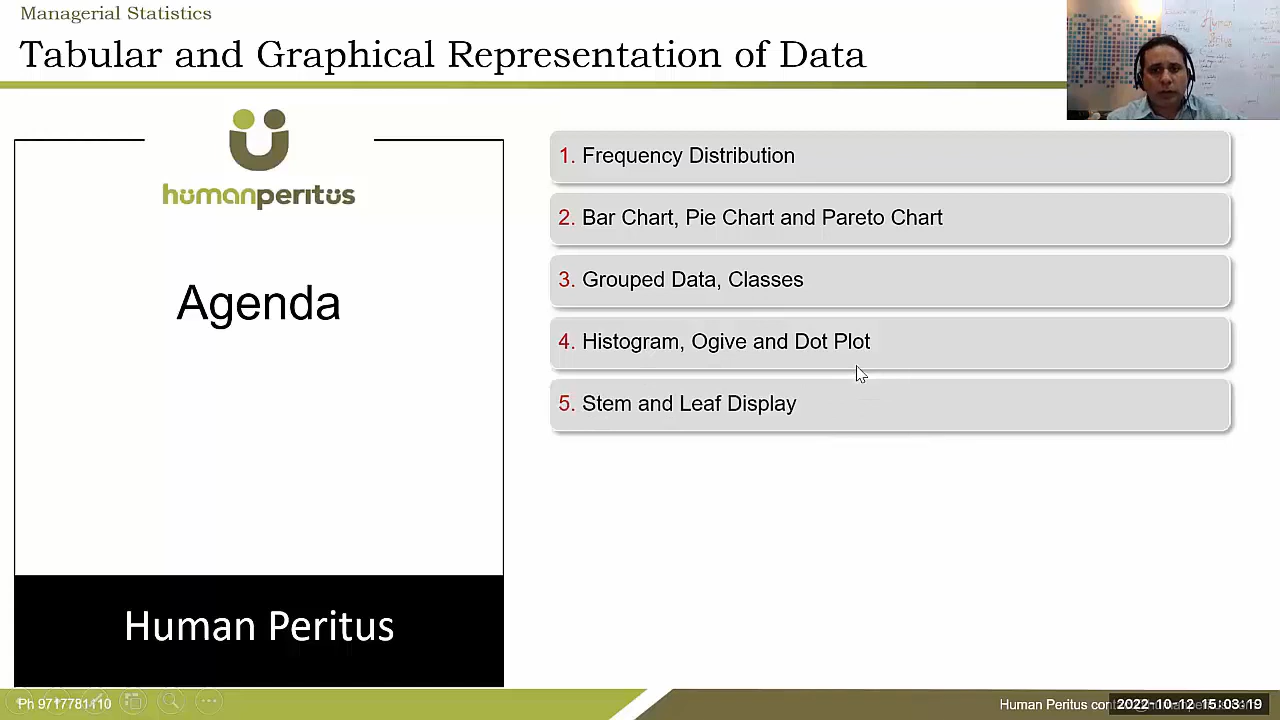 Managerial Statistics
Tabular and Graphical Representation of Data
humanperitus
Agenda
Human Peritus
1. Frequency Distribution
2. Bar Chart, Pie Chart and Pareto Chart
3. Grouped Data, Classes
4. Histogram, Ogive and Dot Plot
5. Stem and Leaf Display
Ph 9717781110
Human Peritus
2022-10-12 15:03:19